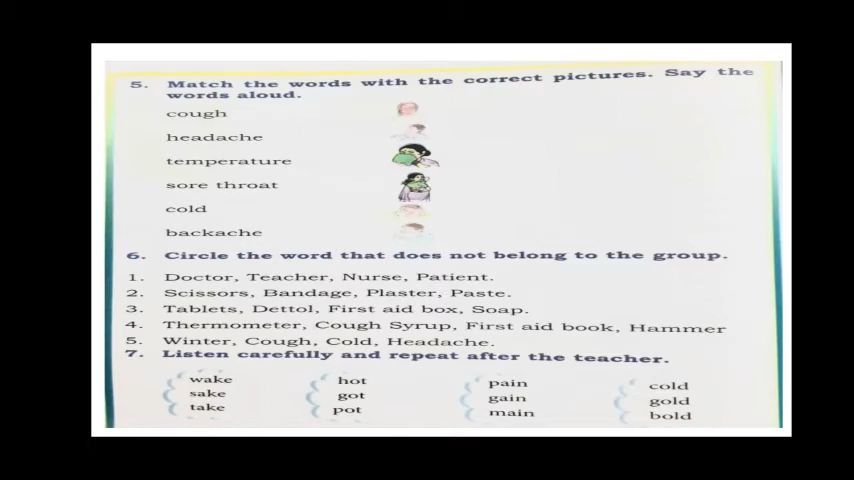 5. Match the words with the correct pictures. Say the
words aloud.
cough
headache
temperature
sore throat
cold
backache
6. Circle the word that does not belong to the group.
1. Doctor, Teacher, Nurse, Patient.
2. Scissors, Bandage, Plaster, Paste.
3. Tablets, Dettol, First aid box, Soap.
4. Thermometer, Cough Syrup, First aid book, Hammer
5. Winter, Cough, Cold, Headache.
7. Listen carefully and repeat after the teacher.
wake hot pain cold
sake got gain gold
take pot main bold